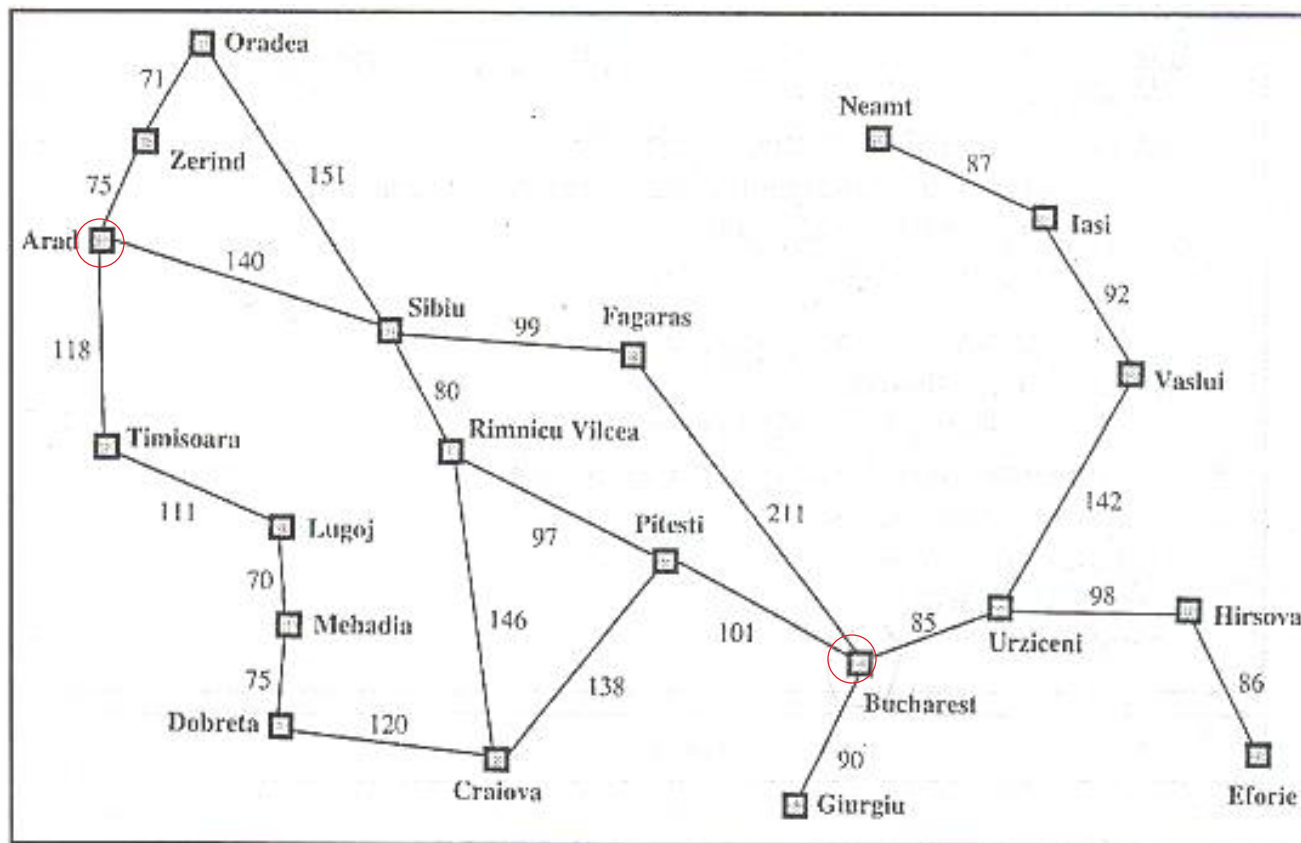 Oradea
71
Neamt
Zerind
87
151
75
Iasi
Arad
140
92
Sibiu
Fagaras
99
118
80
Vaslui
Timisoara
Rimnicu Vilcea
142
211
111
Pitesti
Lugoj
97
70
98
Hirsova
Mehadia
146
85
101
Urziceni
86
75
138
Bucharest
Dobreta
120
90
Craiova
Giurgiu
Eforie